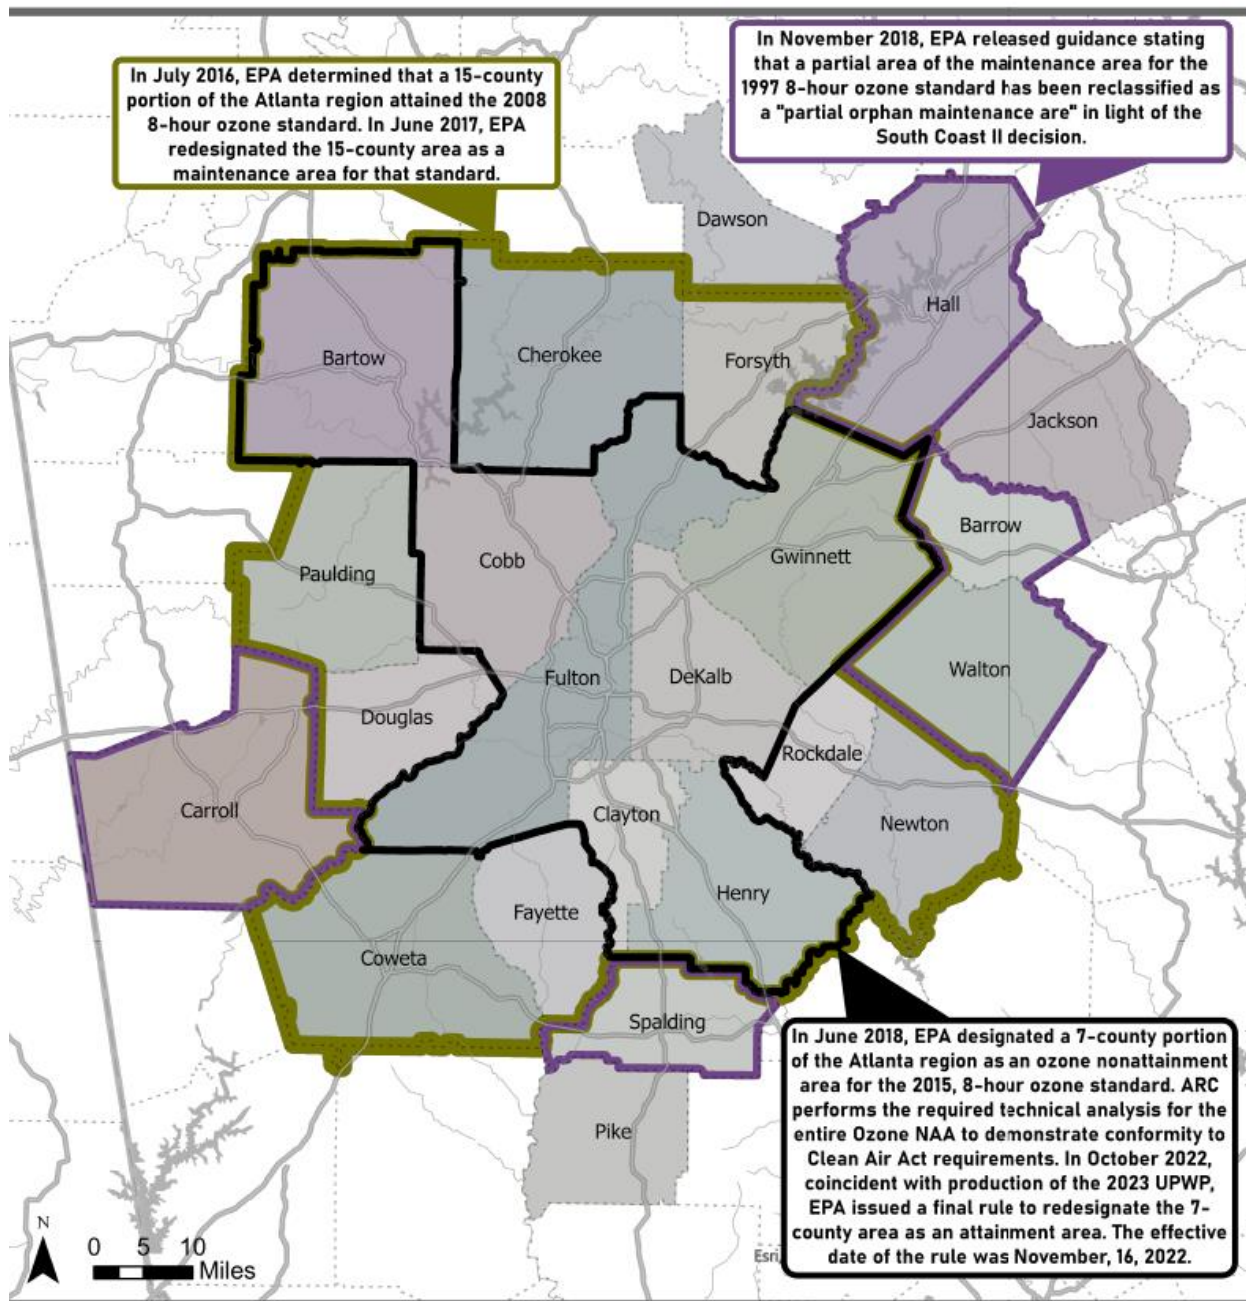 In July 2016, EPA determined that a 15-county
portion of the Atlanta region attained the 2008
8-hour ozone standard. In June 2017, EPA
redesignated the 15-county area as a
maintenance area for that standard.
In November 2018, EPA released guidance stating
that a partial area of the maintenance area for the
1997 8-hour ozone standard has been reclassified as
a "partial orphan maintenance are" in light of the
South Coast II decision.
Dawson
Hall
Bartow
Cherokee
Forsyth
Jackson
Barrow
Cobb
Gwinnett
Paulding
Walton
Fulton
DeKalb
Douglas
Rockdale
Carroll
Clayton
Newton
Henry
Fayette
Coweta
Spalding
Pike
In June 2018, EPA designated a 7-county portion
of the Atlanta region as an ozone nonattainment
area for the 2015, 8-hour ozone standard. ARC
performs the required technical analysis for the
entire Ozone NAA to demonstrate conformity to
Clean Air Act requirements. In October 2022,
coincident with production of the 2023 UPWP,
EPA issued a final rule to redesignate the 7-
county area as an attainment area. The effective
date of the rule was November, 16, 2022.
N
0 5 10
Miles
Esri,